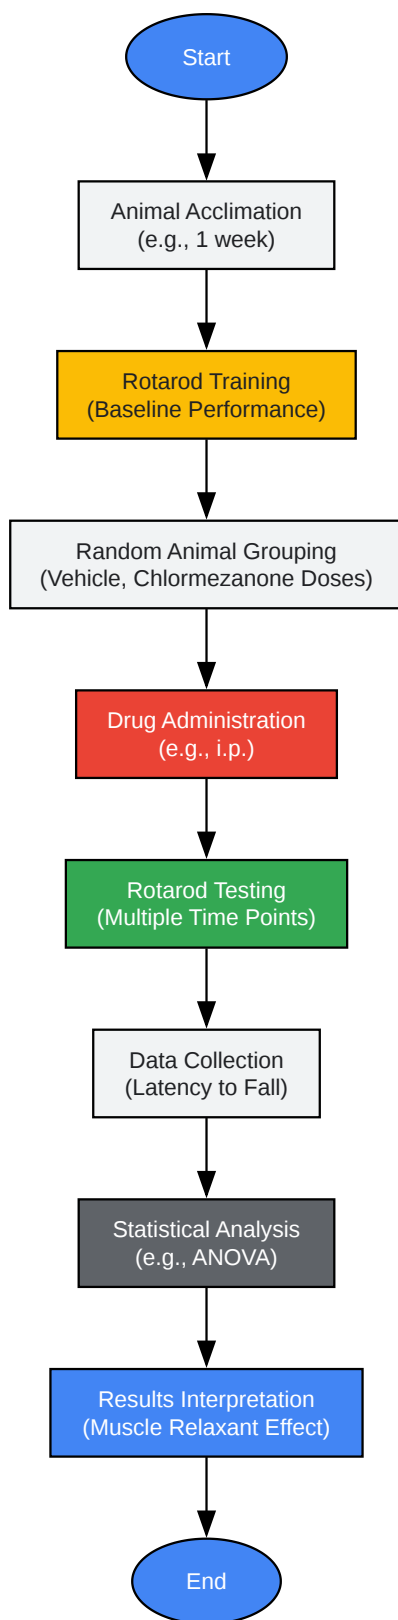 Start
Animal Acclimation
(e.g., 1 week)
Rotarod Training
(Baseline Performance)
Random Animal Grouping
(Vehicle, Chlormezanone Doses)
Drug Administration
(e.g., i.p.)
Rotarod Testing
(Multiple Time Points)
Data Collection
(Latency to Fall)
Statistical Analysis
(e.g., ANOVA)
Results Interpretation
(Muscle Relaxant Effect)
End